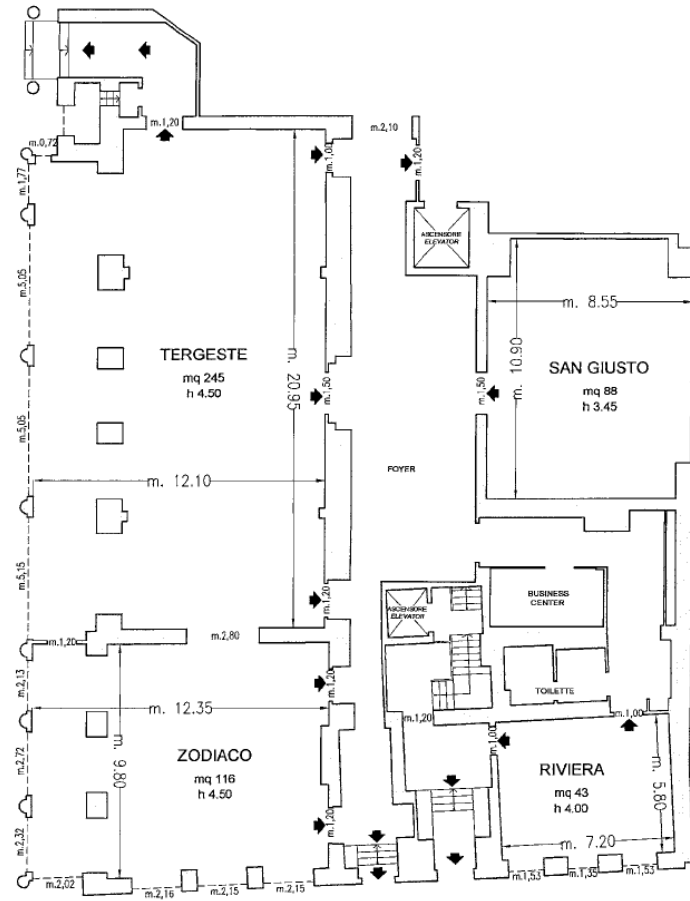 m.1,20
m.2,10
m.0,72
m.1,00
m.1,20
m.1,77
ASCENSORE
ELEVATOR
m.5,05
m. 8.55
TERGESTE
mq 245
h 4.50
m. 20.95
m. 10.90
SAN GIUSTO
mq 88
h 3.45
m.1,50
m.1,50
m.5,05
m. 12.10
FOYER
m.5,15
m.1,20
ASCENSORE
ELEVATOR
BUSINESS
CENTER
m.1,20
m.2,80
m.2,13
m.1,20
TOILETTE
m. 12.35
m.1,20
m.1,00
m.1,00
m.2,72
m. 9.80
ZODIACO
mq 116
h 4.50
RIVIERA
mq 43
h 4.00
m. 5.80
m.2,32
m.1,20
m. 7.20
m.2,02
m.2,16
m.2,15
m.2,15
m.1,53
m.1,35
m.1,53